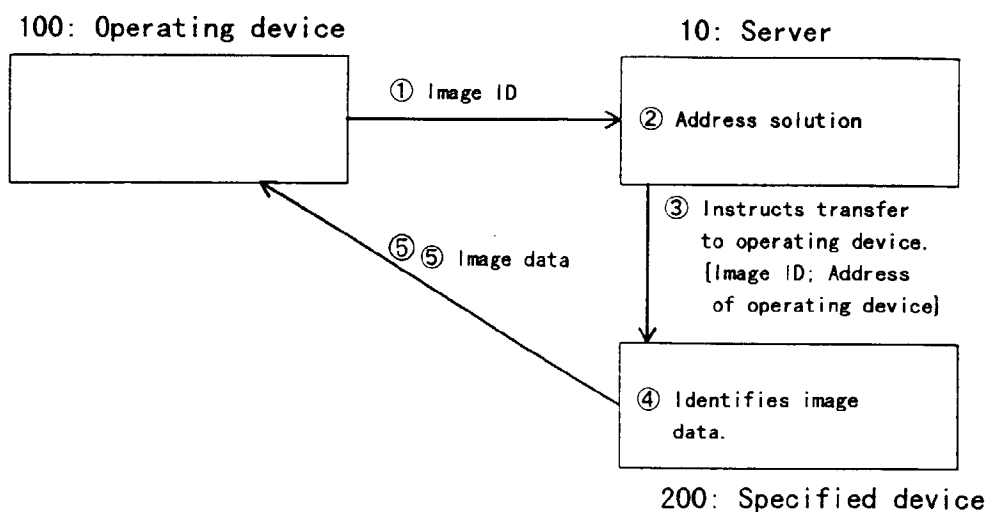 100: Operating device
10: Server
① Image ID
② Address solution
③ Instructs transfer
to operating device.
[Image ID; Address
of operating device]
⑤ ⑤ Image data
④ Identifies image
data.
200: Specified device